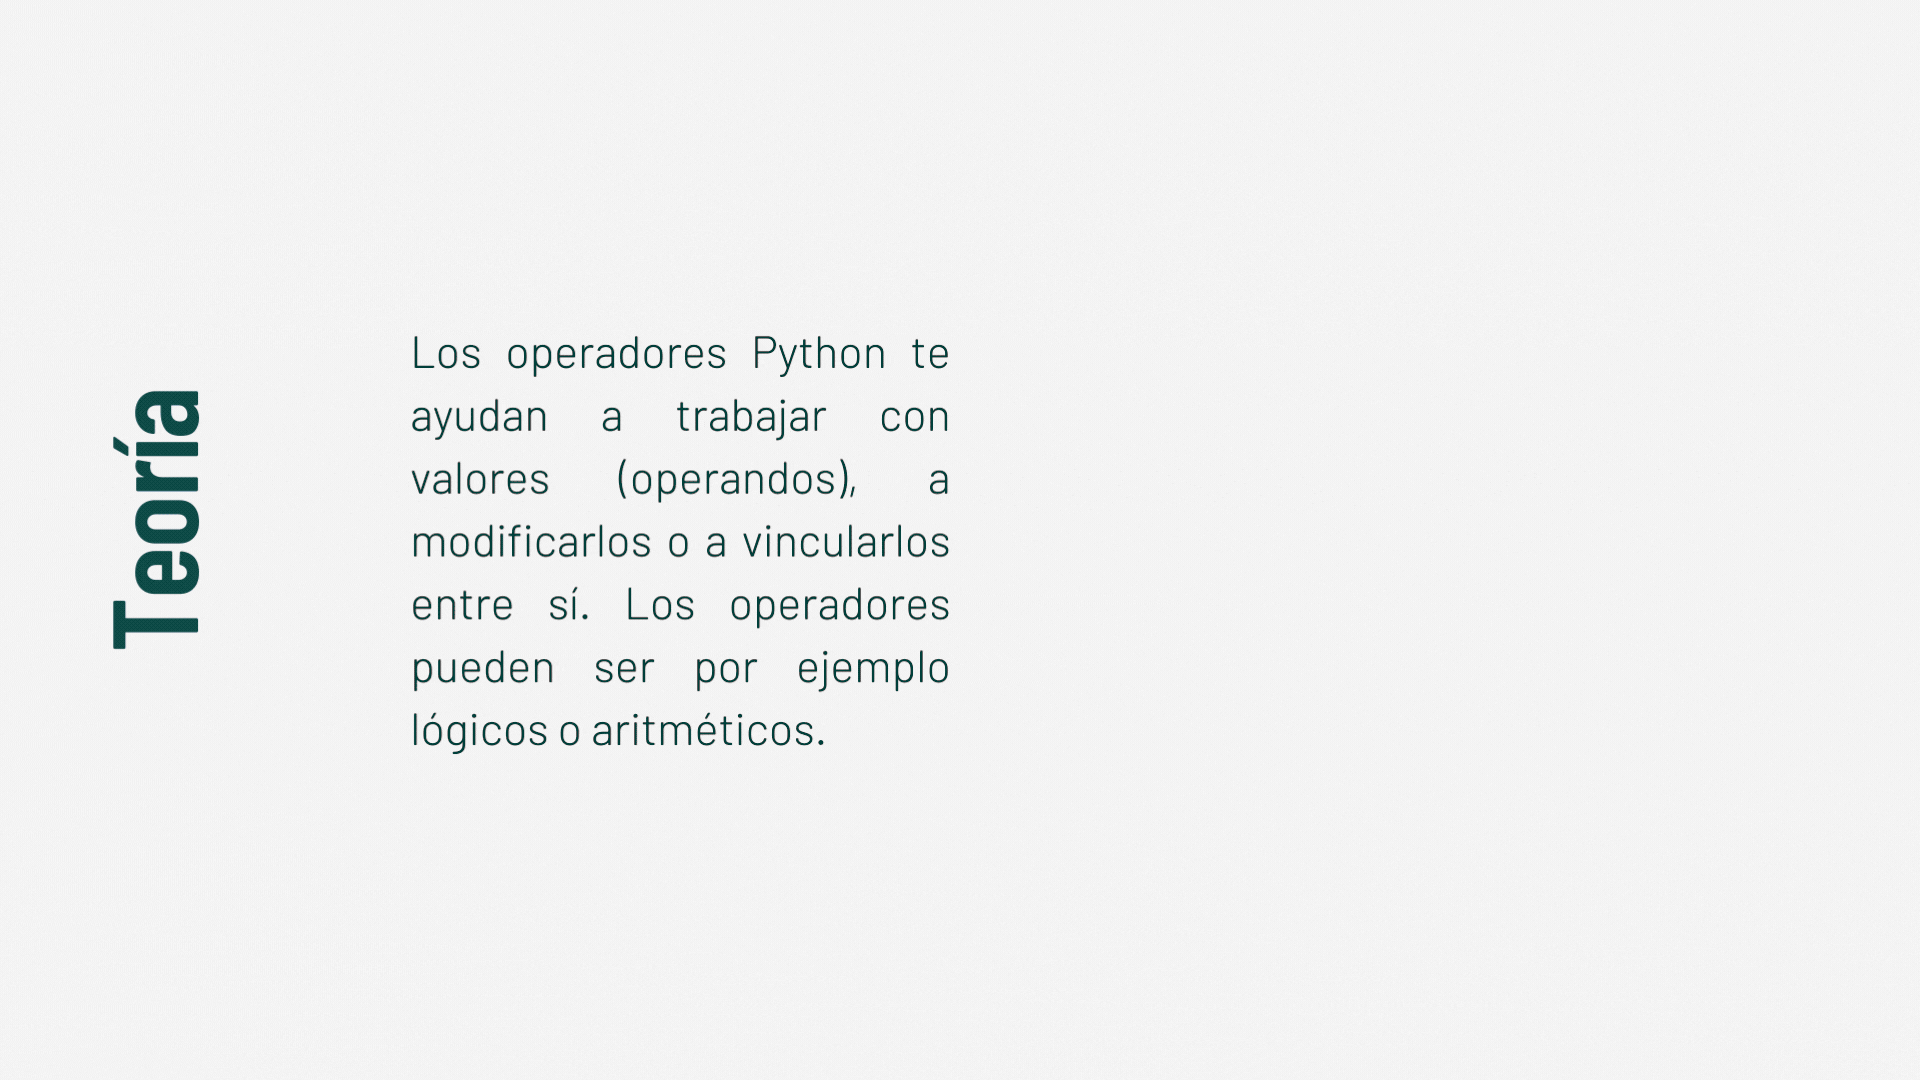 Teoría
Los operadores Python te
ayudan a trabajar con
valores (operandos), a
modificarlos o a vincularlos
entre sí. Los operadores
pueden ser por ejemplo
lógicos o aritméticos.